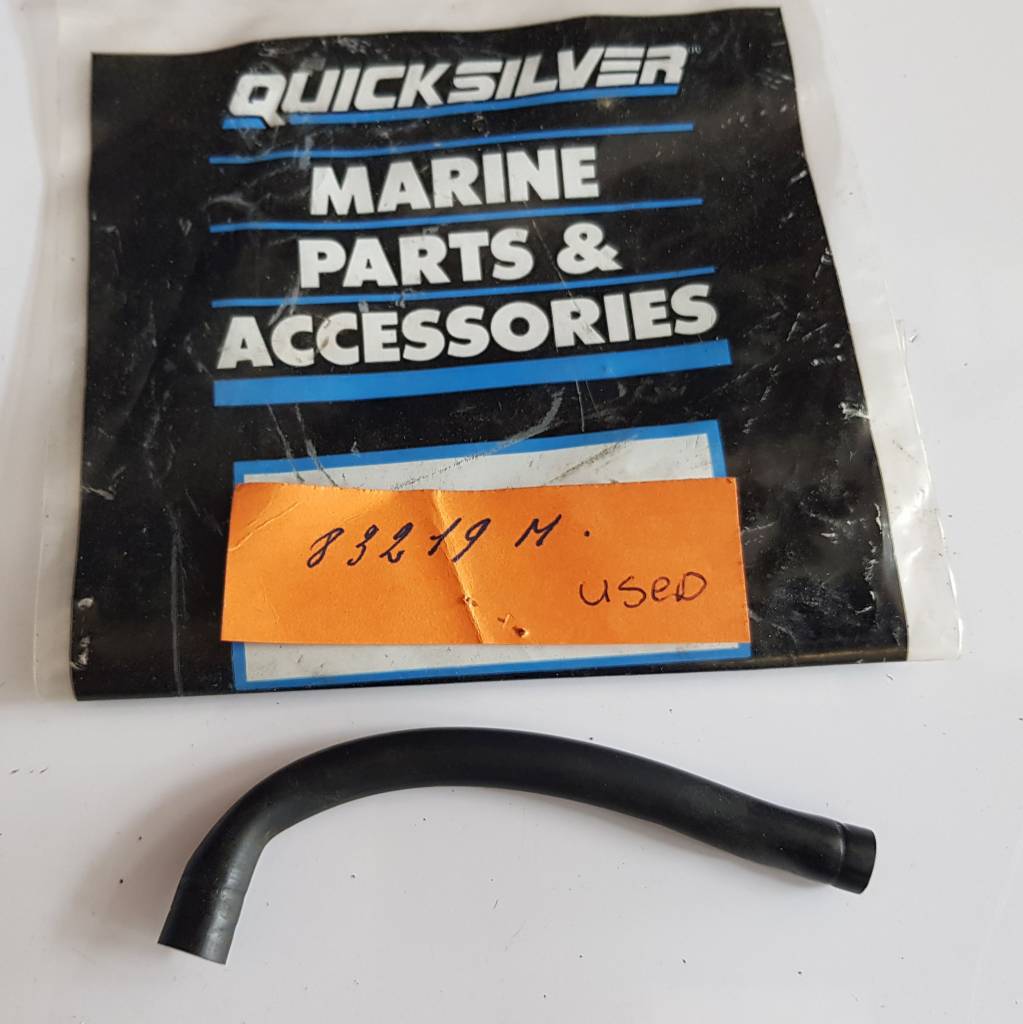 QUICKSILVER
MARINE
PARTS &
ACCESSORIES
83219 M.
USED